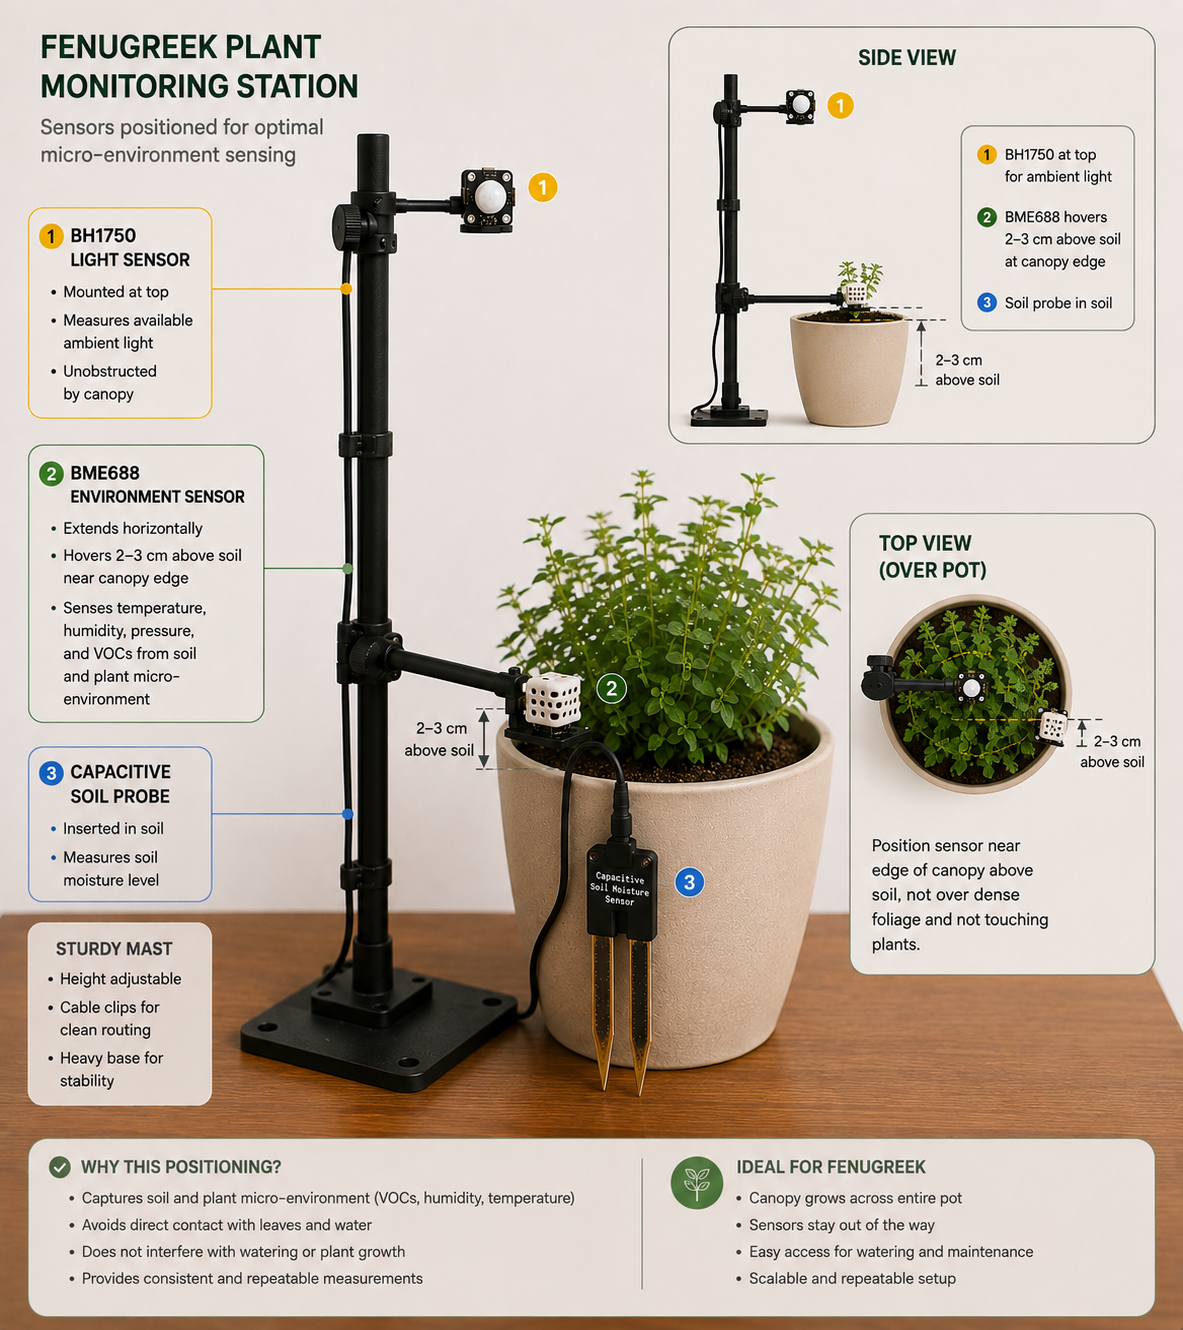 FENUGREEK PLANT
MONITORING STATION
Sensors positioned for optimal
micro-environment sensing
1
1 BH1750
LIGHT SENSOR
• Mounted at top
• Measures available
ambient light
• Unobstructed
by canopy
2 BME688
ENVIRONMENT SENSOR
• Extends horizontally
• Hovers 2–3 cm above soil
near canopy edge
• Senses temperature,
humidity, pressure,
and VOCs from soil
and plant micro-
environment
2
2–3 cm
above soil
3 CAPACITIVE
SOIL PROBE
• Inserted in soil
• Measures soil
moisture level
Capacitive
Soil Moisture
Sensor
3
STURDY MAST
• Height adjustable
• Cable clips for
clean routing
• Heavy base for
stability
SIDE VIEW
1
1 BH1750 at top
for ambient light
2 BME688 hovers
2–3 cm above soil
at canopy edge
3 Soil probe in soil
2–3 cm
above soil
TOP VIEW
(OVER POT)
2–3 cm
above soil
Position sensor near
edge of canopy above
soil, not over dense
foliage and not touching
plants.
WHY THIS POSITIONING?
• Captures soil and plant micro-environment (VOCs, humidity, temperature)
• Avoids direct contact with leaves and water
• Does not interfere with watering or plant growth
• Provides consistent and repeatable measurements
IDEAL FOR FENUGREEK
• Canopy grows across entire pot
• Sensors stay out of the way
• Easy access for watering and maintenance
• Scalable and repeatable setup